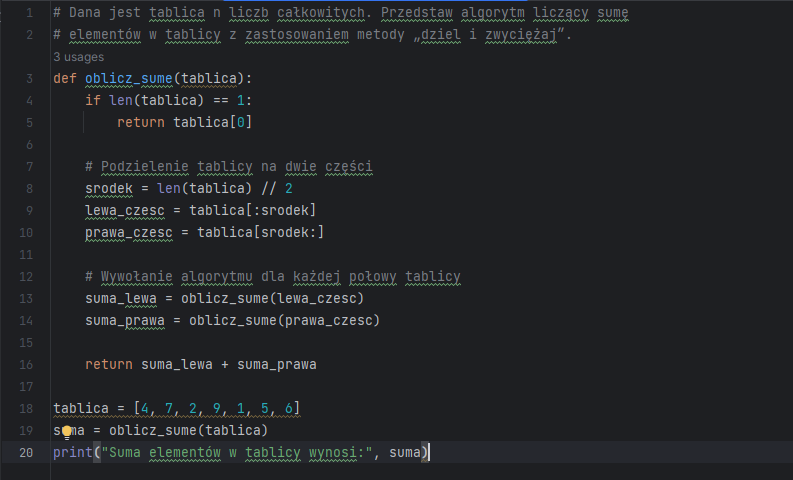 1 # Dana jest tablica n liczb całkowitych. Przedstaw algorytm liczący sumę
2 # elementów w tablicy z zastosowaniem metody „dziel i zwyciężaj”.
3 usages
3 def oblicz_sume(tablica):
4 if len(tablica) == 1:
5 return tablica[0]
6
7 # Podzielenie tablicy na dwie części
8 srodek = len(tablica) // 2
9 lewa_czesc = tablica[:srodek]
10 prawa_czesc = tablica[srodek:]
11
12 # Wywołanie algorytmu dla każdej połowy tablicy
13 suma_lewa = oblicz_sume(lewa_czesc)
14 suma_prawa = oblicz_sume(prawa_czesc)
15
16 return suma_lewa + suma_prawa
17
18 tablica = [4, 7, 2, 9, 1, 5, 6]
19 suma = oblicz_sume(tablica)
20 print("Suma elementów w tablicy wynosi:", suma)